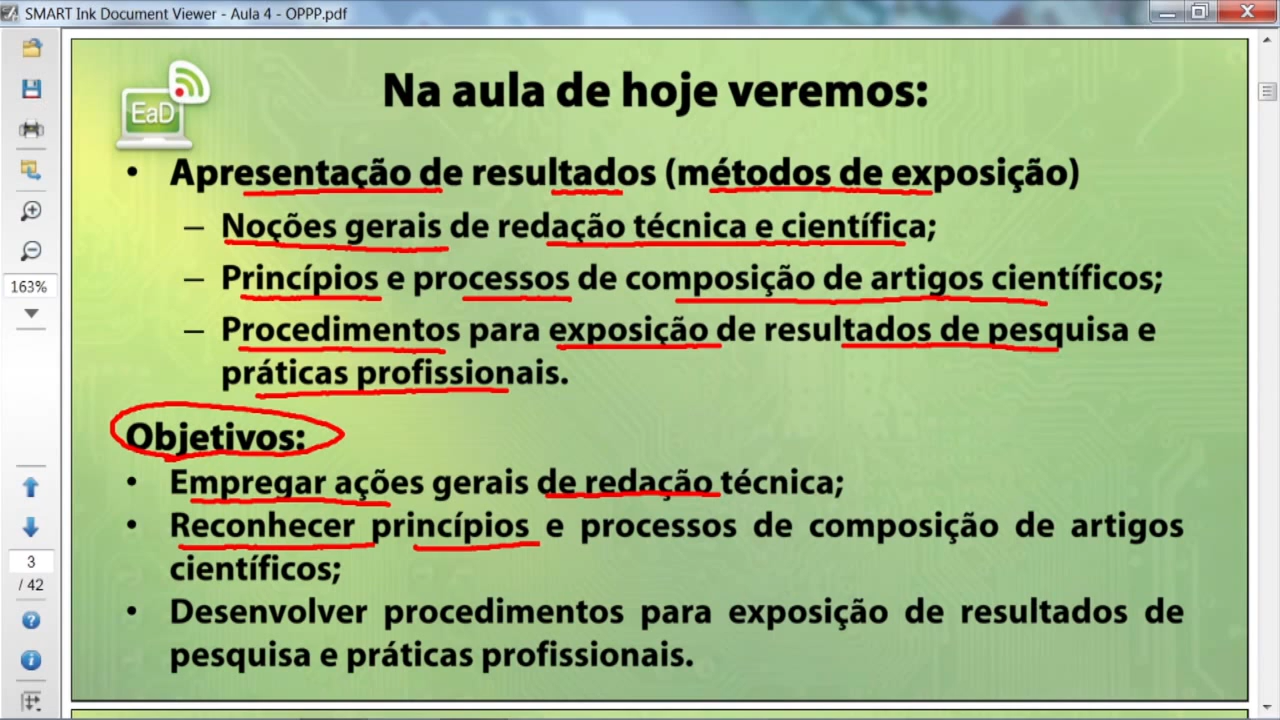 SMART Ink Document Viewer - Aula 4 - OPPP.pdf
EaD
Na aula de hoje veremos:
• Apresentação de resultados (métodos de exposição)
– Noções gerais de redação técnica e científica;
– Princípios e processos de composição de artigos científicos;
– Procedimentos para exposição de resultados de pesquisa e
práticas profissionais.
Objetivos:
• Empregar ações gerais de redação técnica;
• Reconhecer princípios e processos de composição de artigos
científicos;
• Desenvolver procedimentos para exposição de resultados de
pesquisa e práticas profissionais.
163%
3
/ 42